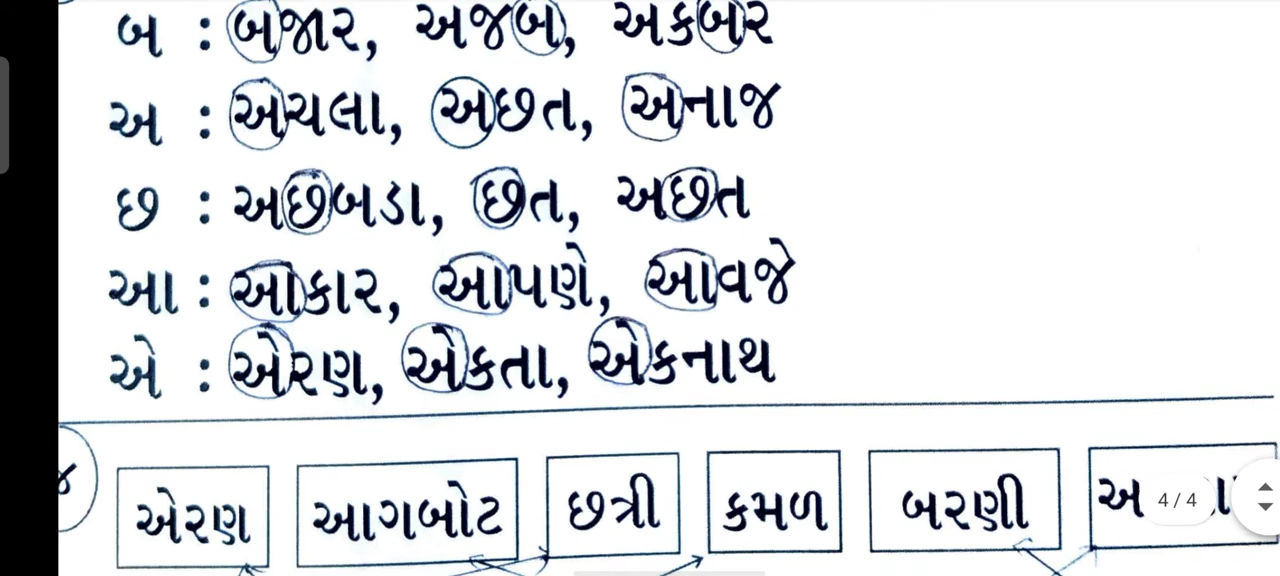 બ : બજાર, અજબ, અકબર
અ : અચલા, અછત, અનાજ
છ : અછબડા, છત, અછત
આ : આકાર, આપણે, આવજે
એ : એરણ, એકતા, એકનાથ
૪ એરણ આગબોટ છત્રી કમળ બરણી
4 / 4